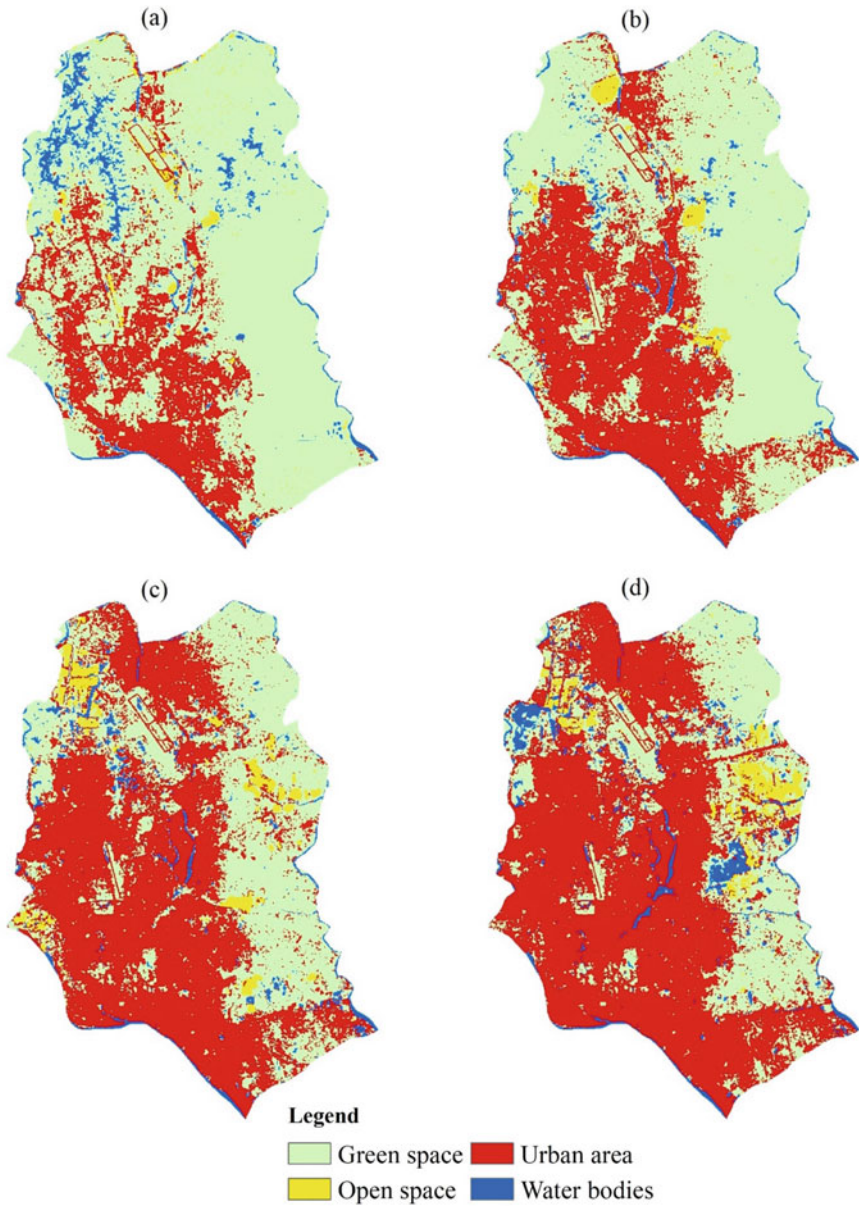 (a)
(b)
(c)
(d)
Legend
Green space
Urban area
Open space
Water bodies